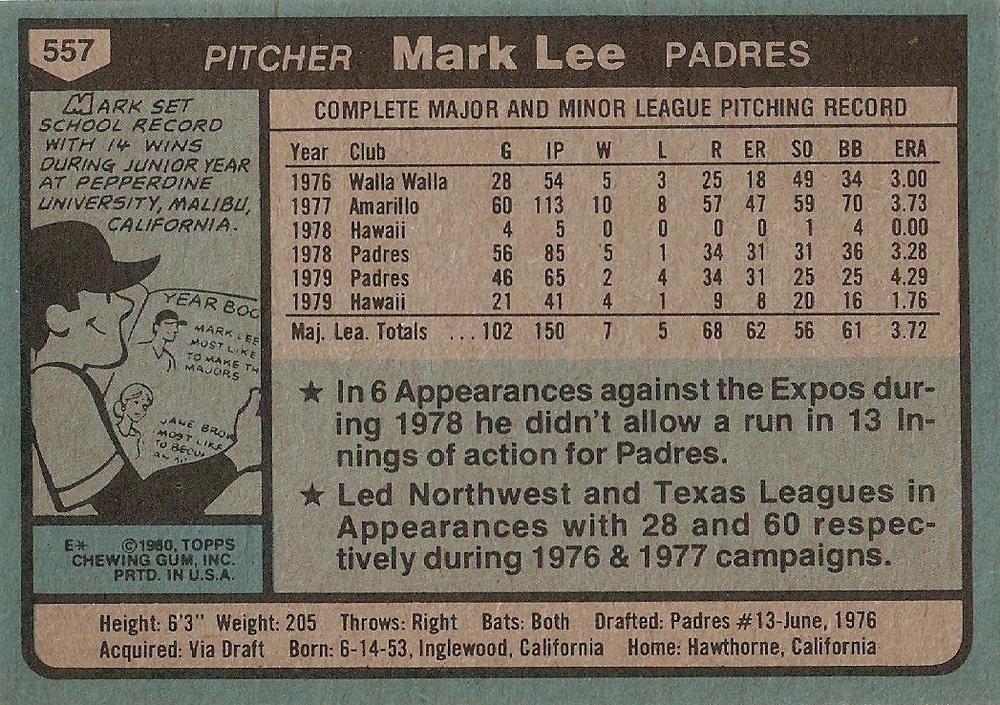 557
PITCHER Mark Lee PADRES
MARK SET
SCHOOL RECORD
WITH 14 WINS
DURING JUNIOR YEAR
AT PEPPERDINE
UNIVERSITY, MALIBU,
CALIFORNIA.
YEAR BOO
MARK LEE
MOST LIKE
TO MAKE TH
MAJORS
JANE BROW
MOST LIKE
TO BECOM
AN
E* ©1980, TOPPS
CHEWING GUM, INC.
PRTD. IN U.S.A.
COMPLETE MAJOR AND MINOR LEAGUE PITCHING RECORD
Year Club G IP W L R ER SO BB ERA
1976 Walla Walla 28 54 5 3 25 18 49 34 3.00
1977 Amarillo 60 113 10 8 57 47 59 70 3.73
1978 Hawaii 4 5 0 0 0 0 1 4 0.00
1978 Padres 56 85 5 1 34 31 31 36 3.28
1979 Padres 46 65 2 4 34 31 25 25 4.29
1979 Hawaii 21 41 4 1 9 8 20 16 1.76
Maj. Lea. Totals ... 102 150 7 5 68 62 56 61 3.72
★ In 6 Appearances against the Expos dur-
ing 1978 he didn't allow a run in 13 In-
nings of action for Padres.
★ Led Northwest and Texas Leagues in
Appearances with 28 and 60 respec-
tively during 1976 & 1977 campaigns.
Height: 6'3" Weight: 205 Throws: Right Bats: Both Drafted: Padres #13-June, 1976
Acquired: Via Draft Born: 6-14-53, Inglewood, California Home: Hawthorne, California